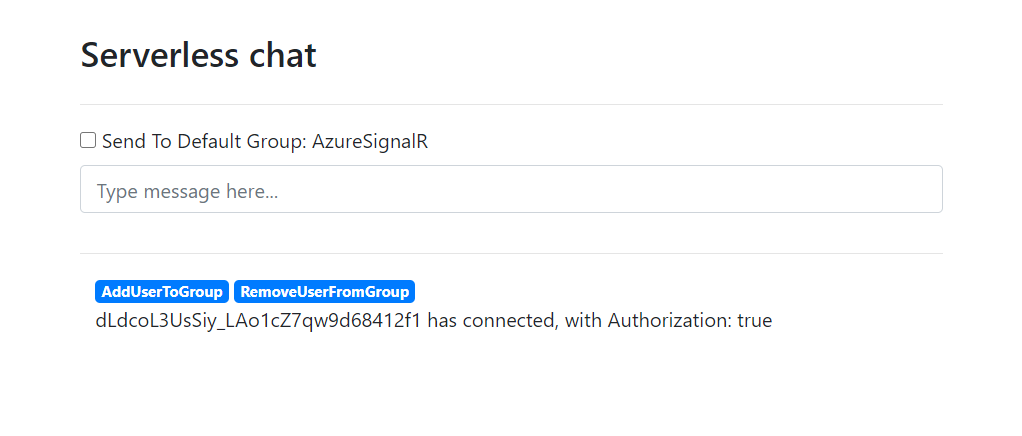 Serverless chat
Send To Default Group: AzureSignalR
Type message here...
AddUserToGroup RemoveUserFromGroup
dLdcoL3UsSiy_LAo1cZ7qw9d68412f1 has connected, with Authorization: true